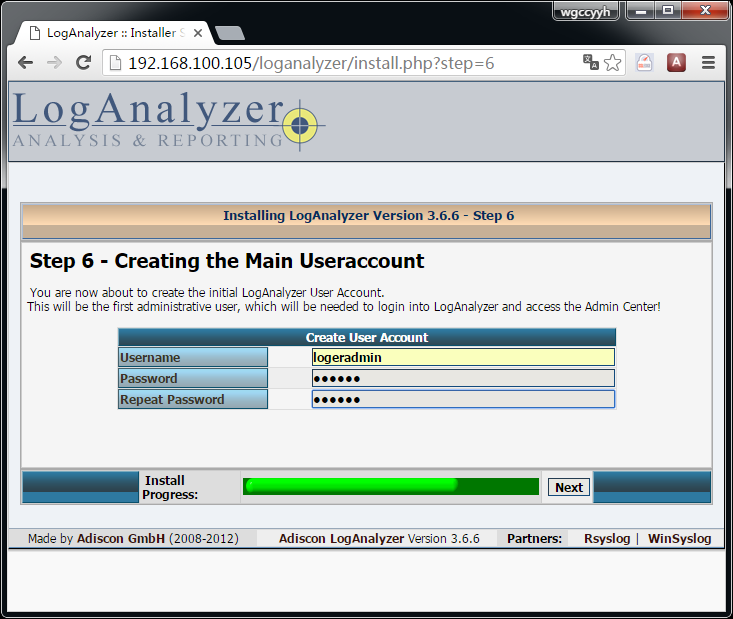 wgccyyh
LogAnalyzer :: Installer S
192.168.100.105/loganalyzer/install.php?step=6
A
LogAnalyzer
ANALYSIS & REPORTING
Installing LogAnalyzer Version 3.6.6 - Step 6
Step 6 - Creating the Main Useraccount
You are now about to create the initial LogAnalyzer User Account.
This will be the first administrative user, which will be needed to login into LogAnalyzer and access the Admin Center!
Create User Account
Username logeradmin
Password ●●●●●●
Repeat Password ●●●●●●
Install
Progress: Next
Made by Adiscon GmbH (2008-2012) Adiscon LogAnalyzer Version 3.6.6 Partners: Rsyslog | WinSyslog